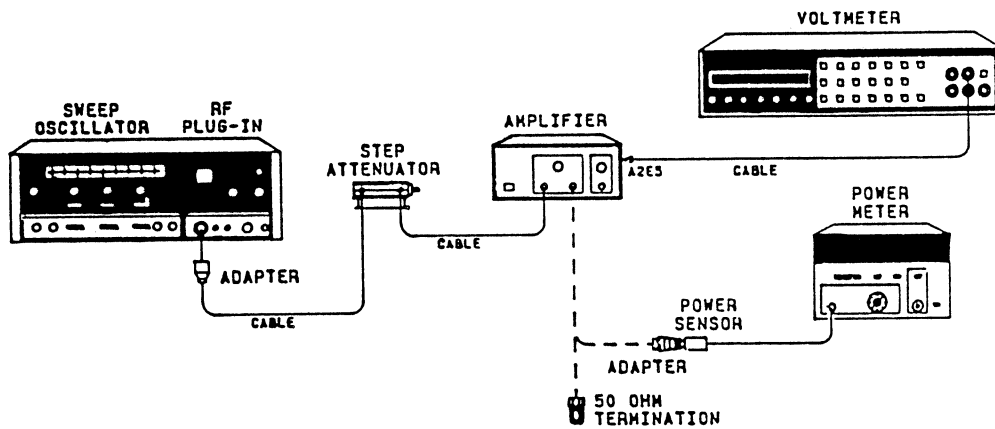 VOLTMETER
SWEEP
OSCILLATOR
RF
PLUG-IN
STEP
ATTENUATOR
AMPLIFIER
A2E5
CABLE
POWER
METER
CABLE
ADAPTER
CABLE
POWER
SENSOR
ADAPTER
50 OHM
TERMINATION